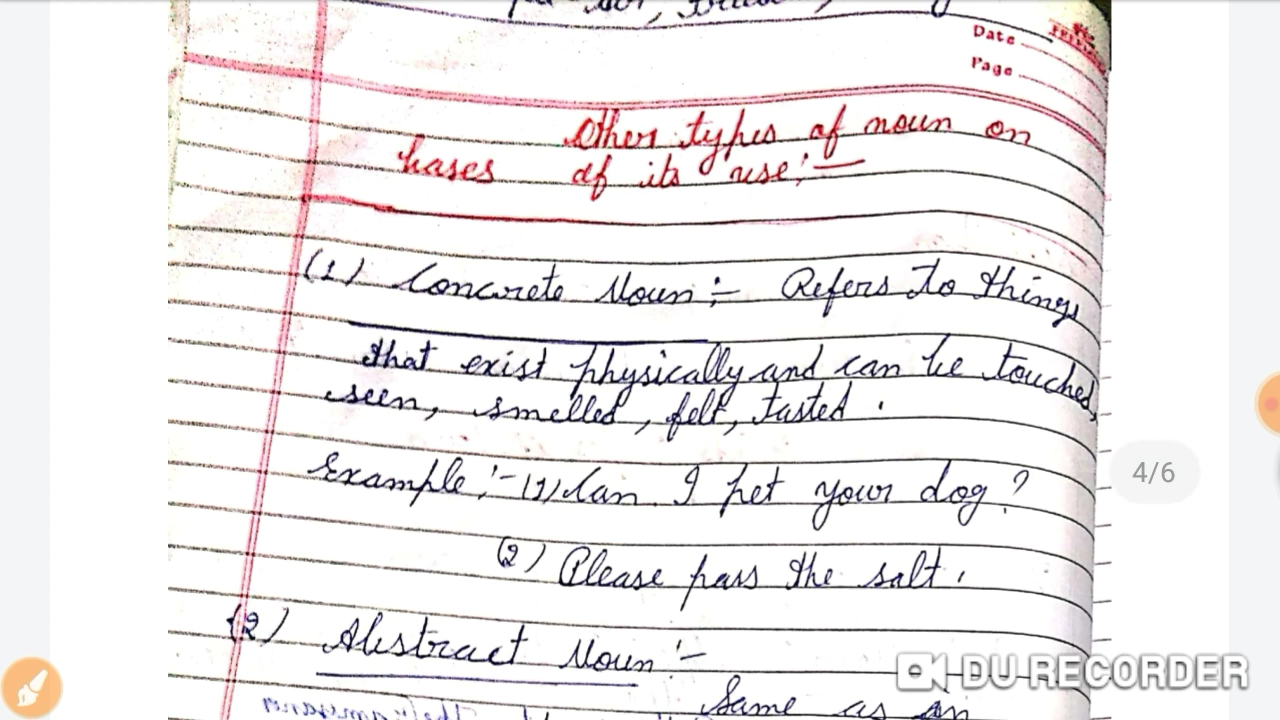 Date
Page
Other types of noun on
bases of its use:-
(1) Concrete Noun:- Refers to things
that exist physically and can be touched,
seen, smelled, felt, tasted.
Example:- (1) Can I pet your dog?
(2) Please pass the salt.
(2) Abstract Noun:-
Same as in
4/6
DU RECORDER